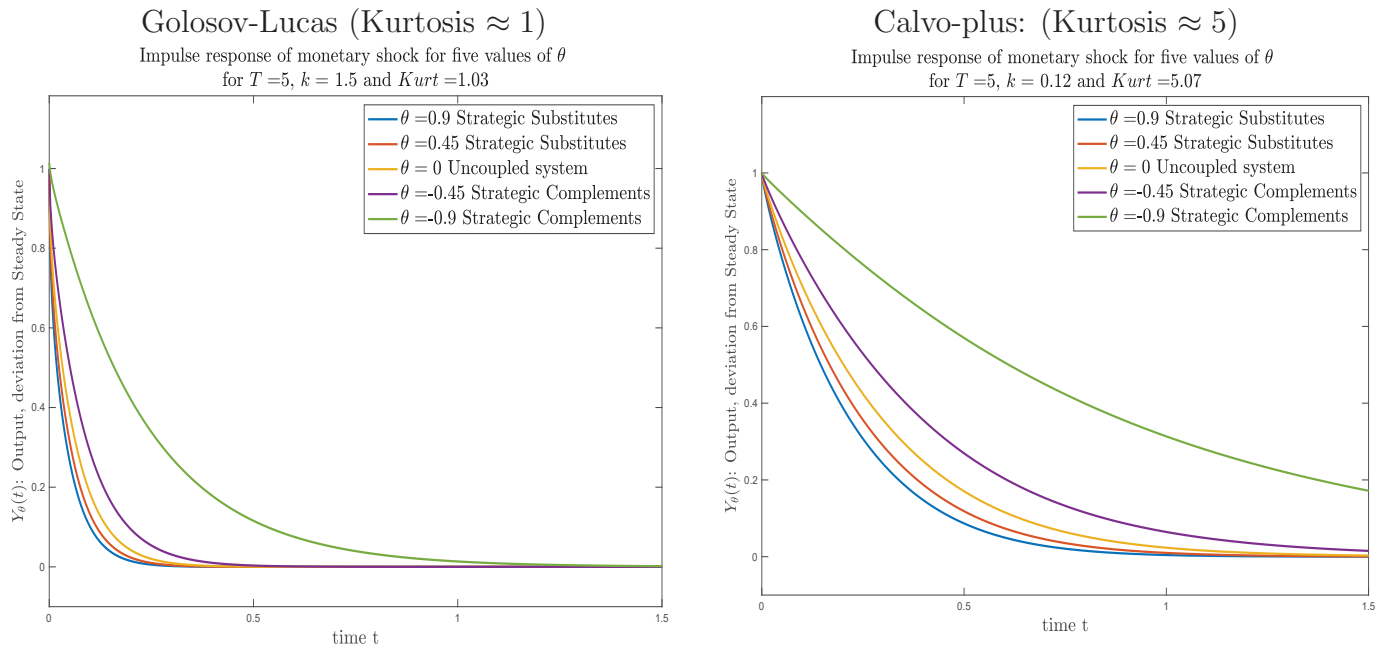 Golosov-Lucas (Kurtosis ≈ 1)
Impulse response of monetary shock for five values of θ
for T =5, k = 1.5 and Kurt =1.03
θ =0.9 Strategic Substitutes
θ =0.45 Strategic Substitutes
θ = 0 Uncoupled system
θ =-0.45 Strategic Complements
θ =-0.9 Strategic Complements
Y_θ(t): Output, deviation from Steady State
1
0.8
0.6
0.4
0.2
0
0
0.5
1
1.5
time t
Calvo-plus: (Kurtosis ≈ 5)
Impulse response of monetary shock for five values of θ
for T =5, k = 0.12 and Kurt =5.07
θ =0.9 Strategic Substitutes
θ =0.45 Strategic Substitutes
θ = 0 Uncoupled system
θ =-0.45 Strategic Complements
θ =-0.9 Strategic Complements
Y_θ(t): Output, deviation from Steady State
1
0.8
0.6
0.4
0.2
0
0
0.5
1
1.5
time t